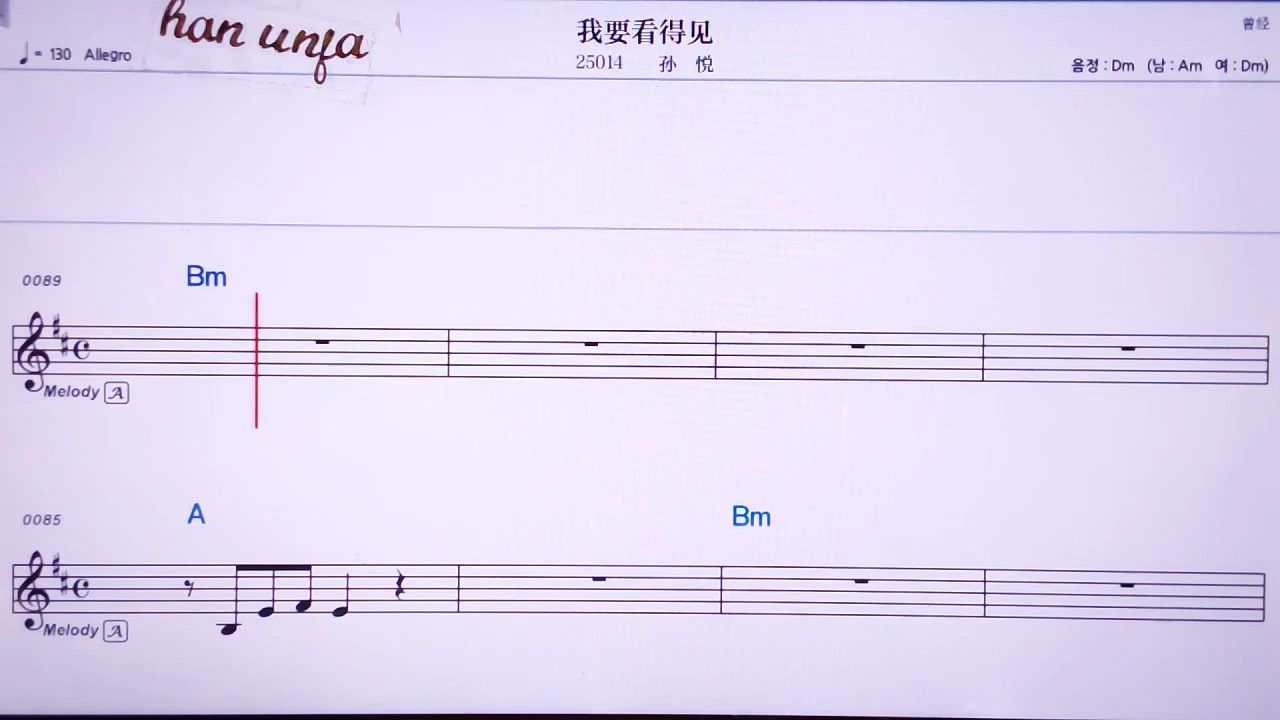 han unfa
我要看得见
曾经
♩= 130 Allegro
25014 孙 悦
음정 : Dm (남 : Am 여 : Dm)
0089 Bm
Melody A
0085 A Bm
Melody A